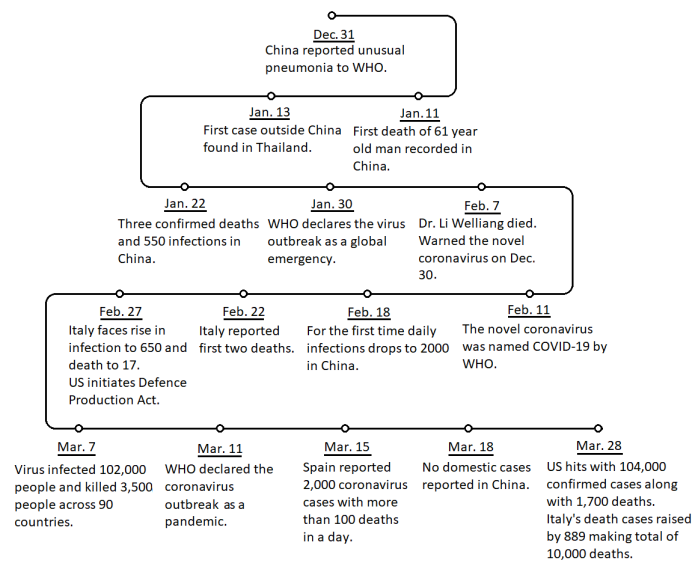 Dec. 31
China reported unusual
pneumonia to WHO.
Jan. 13
First case outside China
found in Thailand.
Jan. 11
First death of 61 year
old man recorded in
China.
Jan. 22
Three confirmed deaths
and 550 infections in
China.
Jan. 30
WHO declares the virus
outbreak as a global
emergency.
Feb. 7
Dr. Li Welliang died.
Warned the novel
coronavirus on Dec.
30.
Feb. 27
Italy faces rise in
infection to 650 and
death to 17.
US initiates Defence
Production Act.
Feb. 22
Italy reported
first two deaths.
Feb. 18
For the first time daily
infections drops to 2000
in China.
Feb. 11
The novel coronavirus
was named COVID-19 by
WHO.
Mar. 7
Virus infected 102,000
people and killed 3,500
people across 90
countries.
Mar. 11
WHO declared the
coronavirus
outbreak as a
pandemic.
Mar. 15
Spain reported
2,000 coronavirus
cases with more
than 100 deaths
in a day.
Mar. 18
No domestic cases
reported in China.
Mar. 28
US hits with 104,000
confirmed cases along
with 1,700 deaths.
Italy's death cases raised
by 889 making total of
10,000 deaths.